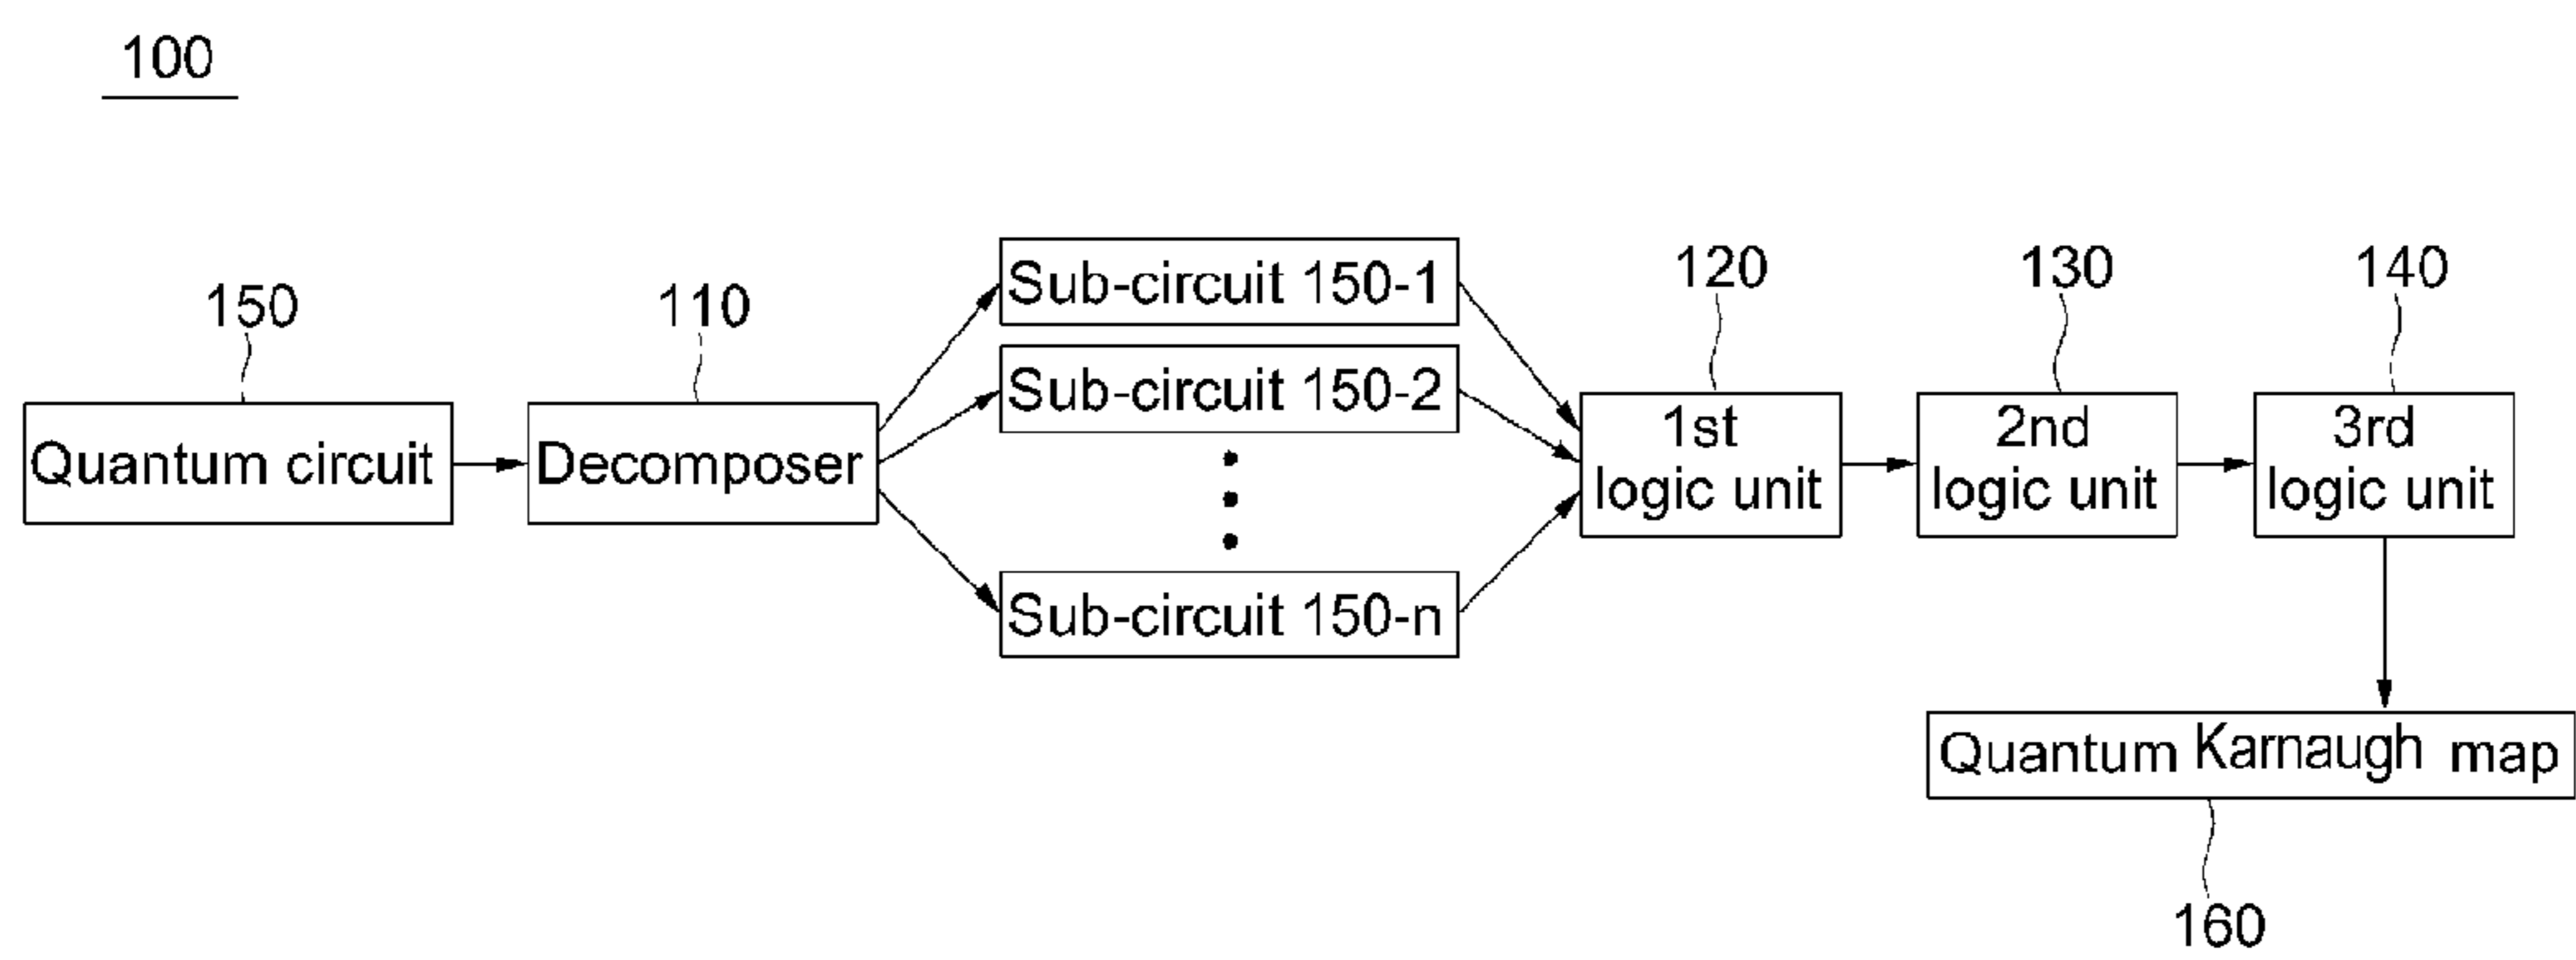 100
150
110
120
130
140
Sub-circuit 150-1
Sub-circuit 150-2
Sub-circuit 150-n
Quantum circuit
Decomposer
1st
logic unit
2nd
logic unit
3rd
logic unit
Quantum Karnaugh map
160